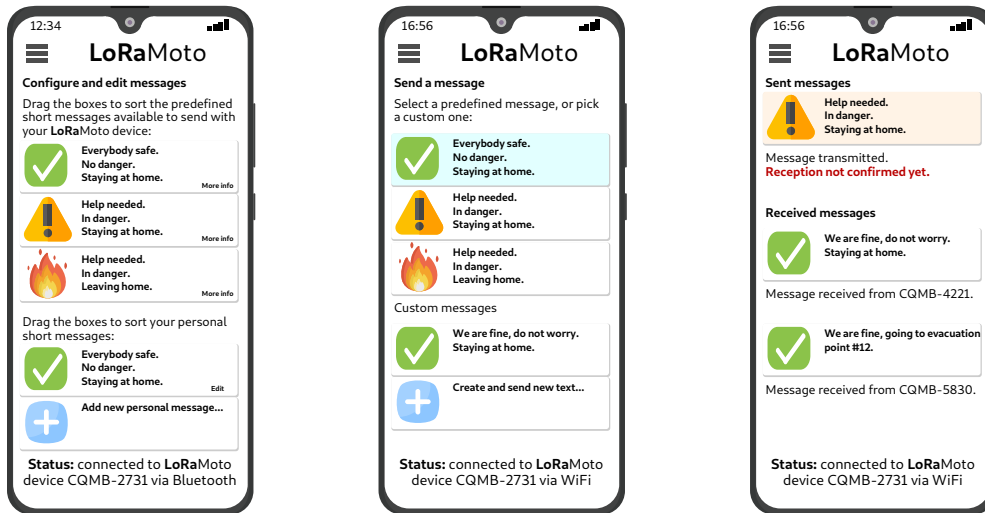 12:34
LoRaMoto
Configure and edit messages
Drag the boxes to sort the predefined
short messages available to send with
your LoRaMoto device:
Everybody safe.
No danger.
Staying at home.
More info
Help needed.
In danger.
Staying at home.
More info
Help needed.
In danger.
Leaving home.
More info
Drag the boxes to sort your personal
short messages:
Everybody safe.
No danger.
Staying at home.
Edit
Add new personal message...
Status: connected to LoRaMoto
device CQMB-2731 via Bluetooth
16:56
LoRaMoto
Send a message
Select a predefined message, or pick
a custom one:
Everybody safe.
No danger.
Staying at home.
Help needed.
In danger.
Staying at home.
Help needed.
In danger.
Leaving home.
Custom messages
We are fine, do not worry.
Staying at home.
Create and send new text...
Status: connected to LoRaMoto
device CQMB-2731 via WiFi
16:56
LoRaMoto
Sent messages
Help needed.
In danger.
Staying at home.
Message transmitted.
Reception not confirmed yet.
Received messages
We are fine, do not worry.
Staying at home.
Message received from CQMB-4221.
We are fine, going to evacuation
point #12.
Message received from CQMB-5830.
Status: connected to LoRaMoto
device CQMB-2731 via WiFi